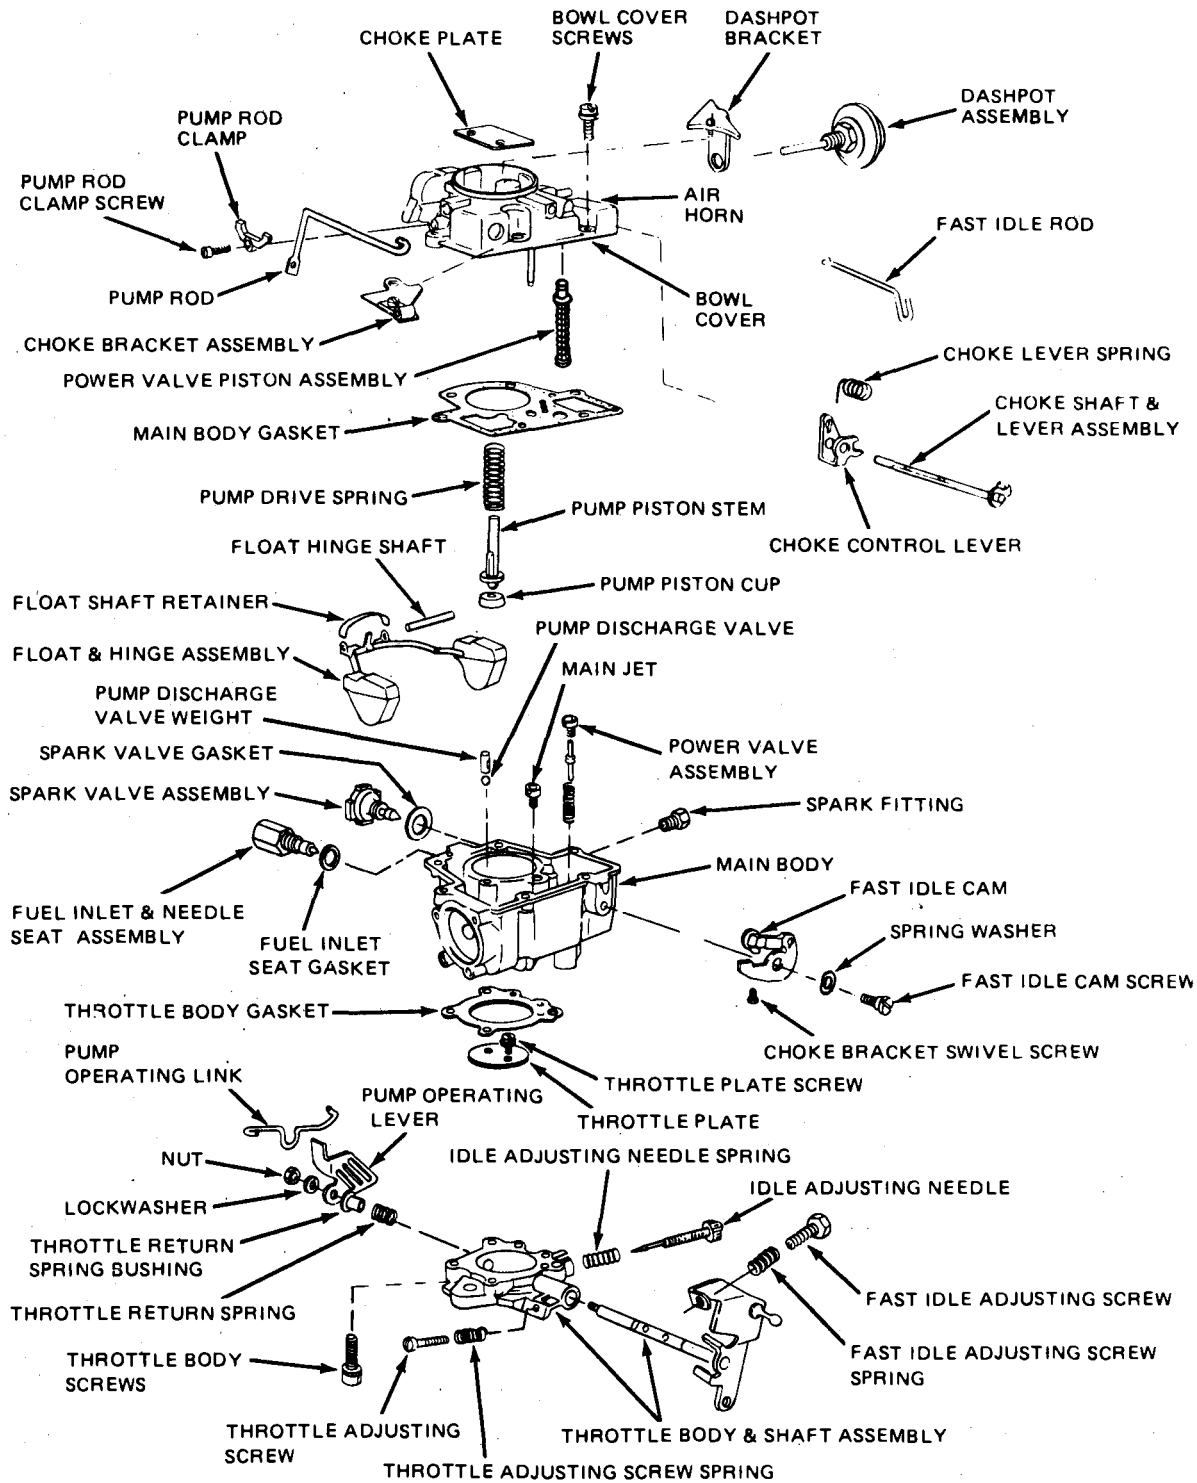 BOWL COVER
SCREWS
DASHPOT
BRACKET
CHOKE PLATE
DASHPOT
ASSEMBLY
PUMP ROD
CLAMP
PUMP ROD
CLAMP SCREW
AIR
HORN
FAST IDLE ROD
PUMP ROD
BOWL
COVER
CHOKE BRACKET ASSEMBLY
CHOKE LEVER SPRING
POWER VALVE PISTON ASSEMBLY
CHOKE SHAFT &
LEVER ASSEMBLY
MAIN BODY GASKET
PUMP DRIVE SPRING
PUMP PISTON STEM
FLOAT HINGE SHAFT
CHOKE CONTROL LEVER
PUMP PISTON CUP
FLOAT SHAFT RETAINER
PUMP DISCHARGE VALVE
FLOAT & HINGE ASSEMBLY
MAIN JET
PUMP DISCHARGE
VALVE WEIGHT
SPARK VALVE GASKET
POWER VALVE
ASSEMBLY
SPARK VALVE ASSEMBLY
SPARK FITTING
MAIN BODY
FAST IDLE CAM
FUEL INLET & NEEDLE
SEAT ASSEMBLY
SPRING WASHER
FUEL INLET
SEAT GASKET
FAST IDLE CAM SCREW
THROTTLE BODY GASKET
CHOKE BRACKET SWIVEL SCREW
PUMP
OPERATING LINK
THROTTLE PLATE SCREW
PUMP OPERATING
LEVER
THROTTLE PLATE
NUT
IDLE ADJUSTING NEEDLE SPRING
IDLE ADJUSTING NEEDLE
LOCKWASHER
THROTTLE RETURN
SPRING BUSHING
THROTTLE RETURN SPRING
FAST IDLE ADJUSTING SCREW
FAST IDLE ADJUSTING SCREW
SPRING
THROTTLE BODY
SCREWS
THROTTLE ADJUSTING
SCREW
THROTTLE BODY & SHAFT ASSEMBLY
THROTTLE ADJUSTING SCREW SPRING